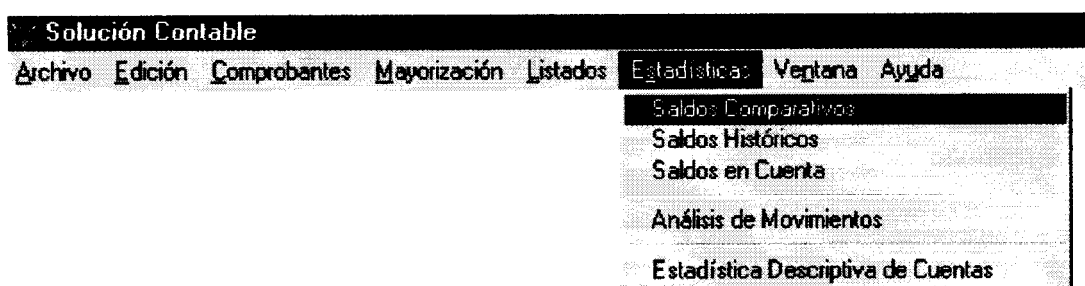 Solución Contable
Archivo Edición Comprobantes Mayorización Listados Estadísticas Ventana Ayuda
Saldos Comparativos
Saldos Históricos
Saldos en Cuenta
Análisis de Movimientos
Estadística Descriptiva de Cuentas